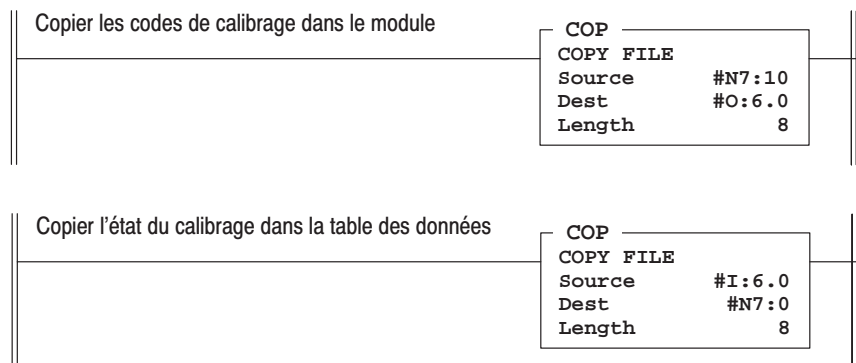 Copier les codes de calibrage dans le module
COP
COPY FILE
Source #N7:10
Dest #O:6.0
Length 8
Copier l'état du calibrage dans la table des données
COP
COPY FILE
Source #I:6.0
Dest #N7:0
Length 8